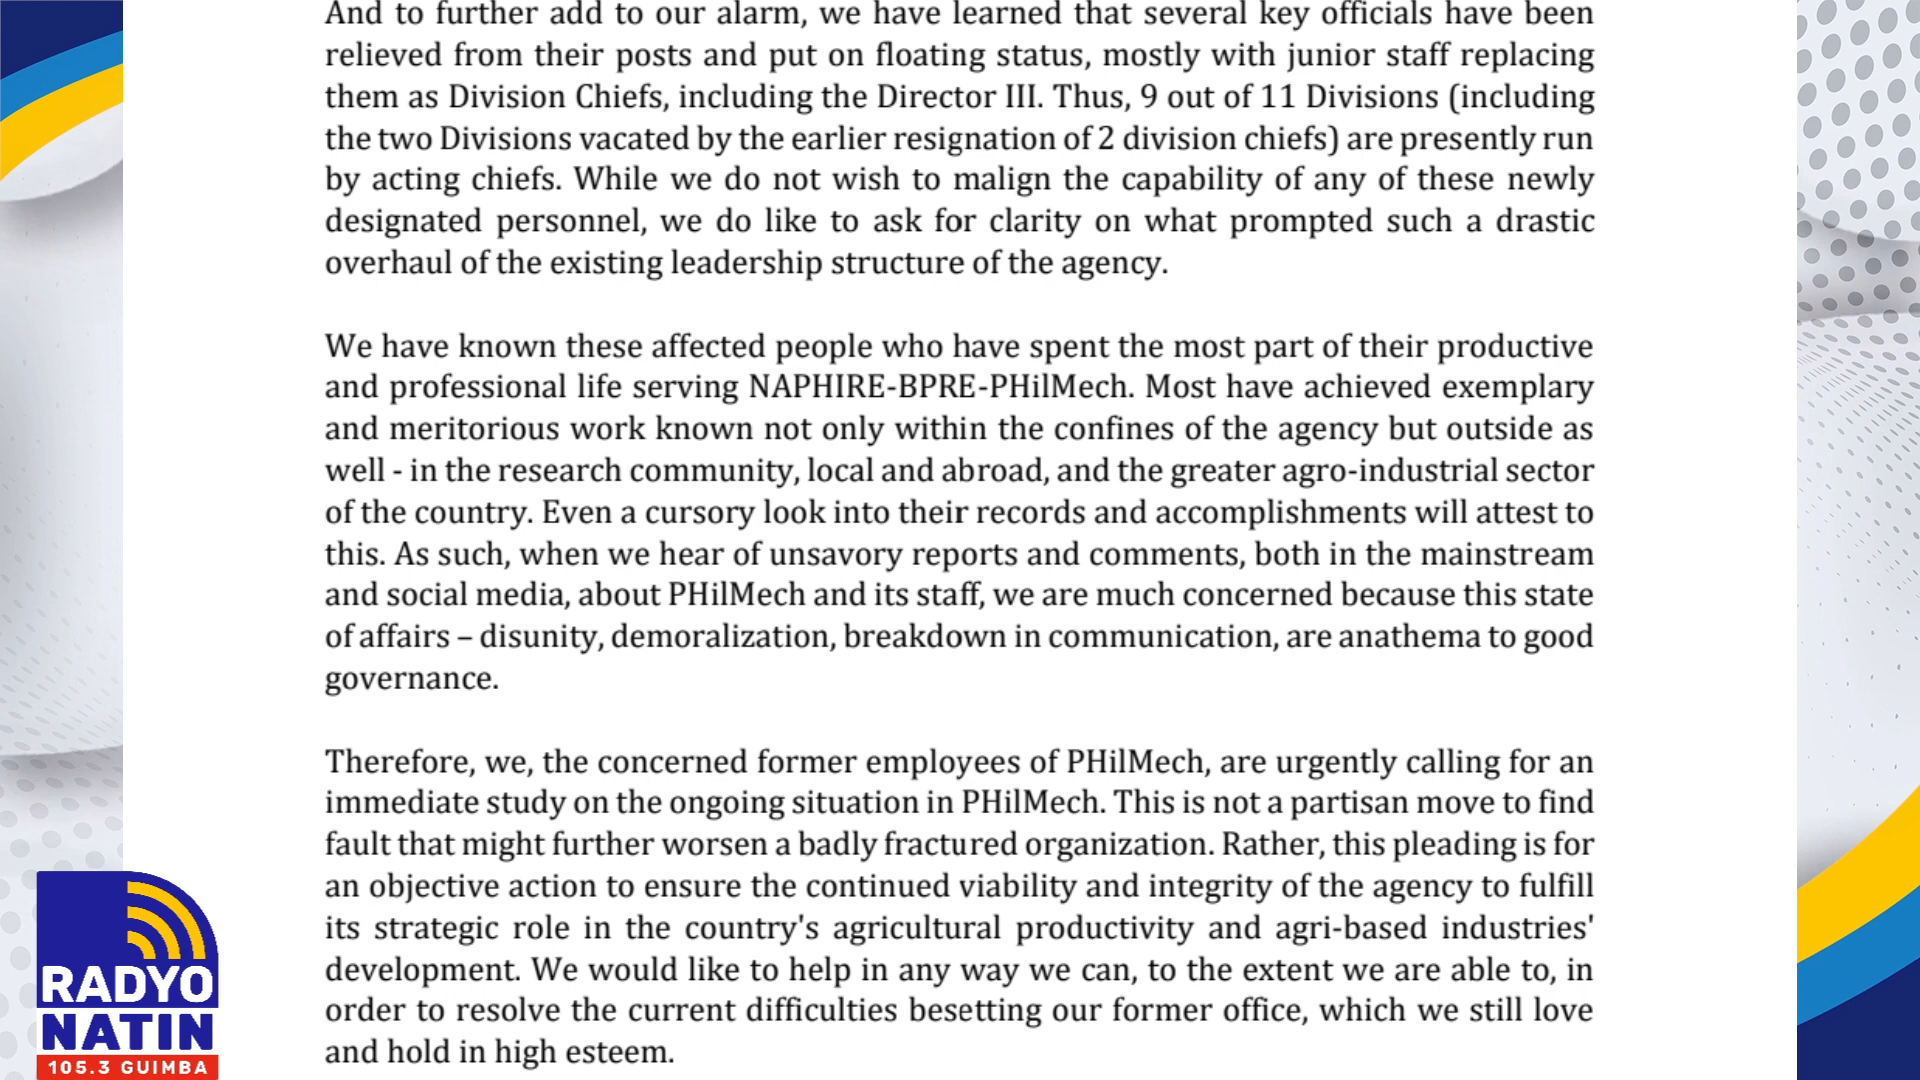 And to further add to our alarm, we have learned that several key officials have been
relieved from their posts and put on floating status, mostly with junior staff replacing
them as Division Chiefs, including the Director III. Thus, 9 out of 11 Divisions (including
the two Divisions vacated by the earlier resignation of 2 division chiefs) are presently run
by acting chiefs. While we do not wish to malign the capability of any of these newly
designated personnel, we do like to ask for clarity on what prompted such a drastic
overhaul of the existing leadership structure of the agency.
We have known these affected people who have spent the most part of their productive
and professional life serving NAPHIRE-BPRE-PHilMech. Most have achieved exemplary
and meritorious work known not only within the confines of the agency but outside as
well - in the research community, local and abroad, and the greater agro-industrial sector
of the country. Even a cursory look into their records and accomplishments will attest to
this. As such, when we hear of unsavory reports and comments, both in the mainstream
and social media, about PHilMech and its staff, we are much concerned because this state
of affairs – disunity, demoralization, breakdown in communication, are anathema to good
governance.
Therefore, we, the concerned former employees of PHilMech, are urgently calling for an
immediate study on the ongoing situation in PHilMech. This is not a partisan move to find
fault that might further worsen a badly fractured organization. Rather, this pleading is for
an objective action to ensure the continued viability and integrity of the agency to fulfill
its strategic role in the country's agricultural productivity and agri-based industries'
development. We would like to help in any way we can, to the extent we are able to, in
order to resolve the current difficulties besetting our former office, which we still love
and hold in high esteem.
RADYO
NATIN
105.3 GUIMBA